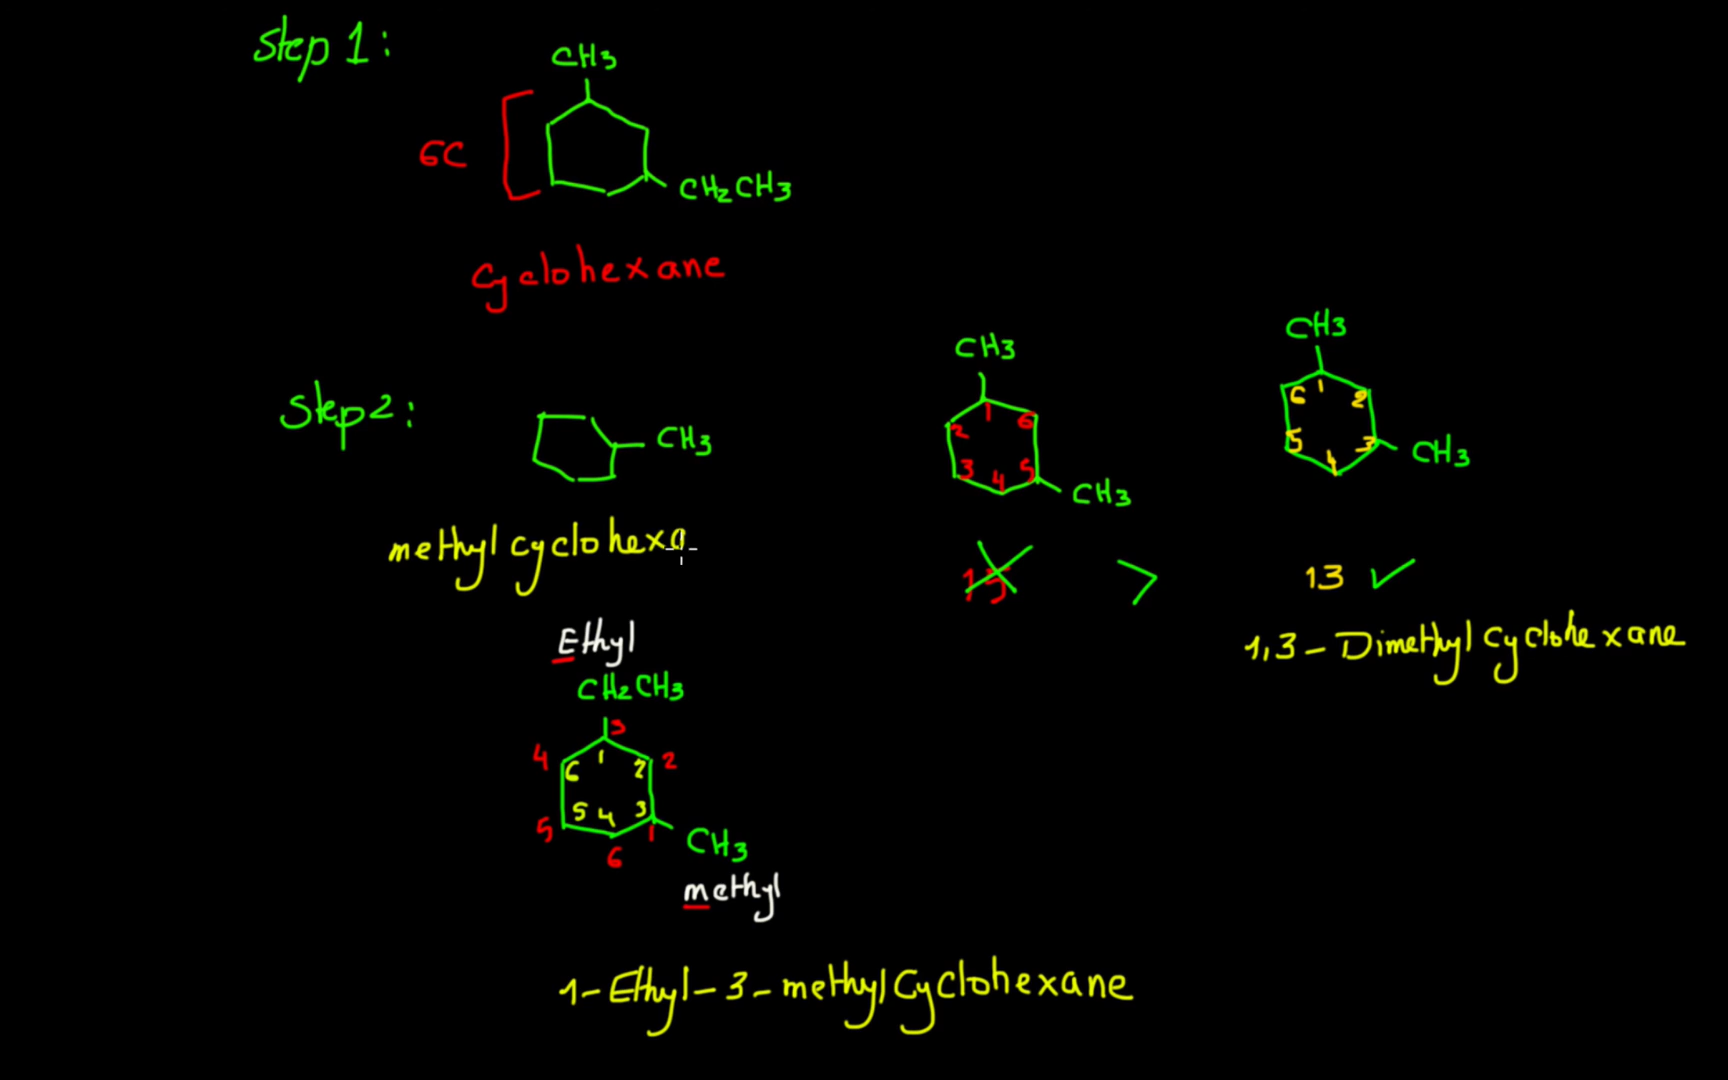 Step 1:
CH3
6C
CH2CH3
Cyclohexane
Step2:
CH3
methyl cyclohexa
CH3
1
2
6
3
4
5
CH3
15
>
CH3
6
1
2
5
4
3
CH3
13 ✓
1,3 - Dimethyl cyclohexane
Ethyl
CH2CH3
3
4
6
1
2
2
5
5
4
3
1
6
CH3
methyl
1 - Ethyl - 3 - methyl Cyclohexane